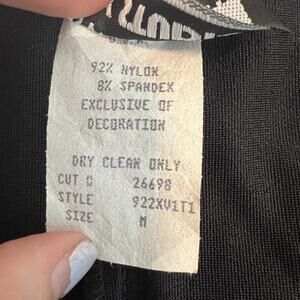 92% NYLON
8% SPANDEX
EXCLUSIVE OF
DECORATION
DRY CLEAN ONLY
CUT # 26698
STYLE 922XV1T1
SIZE M